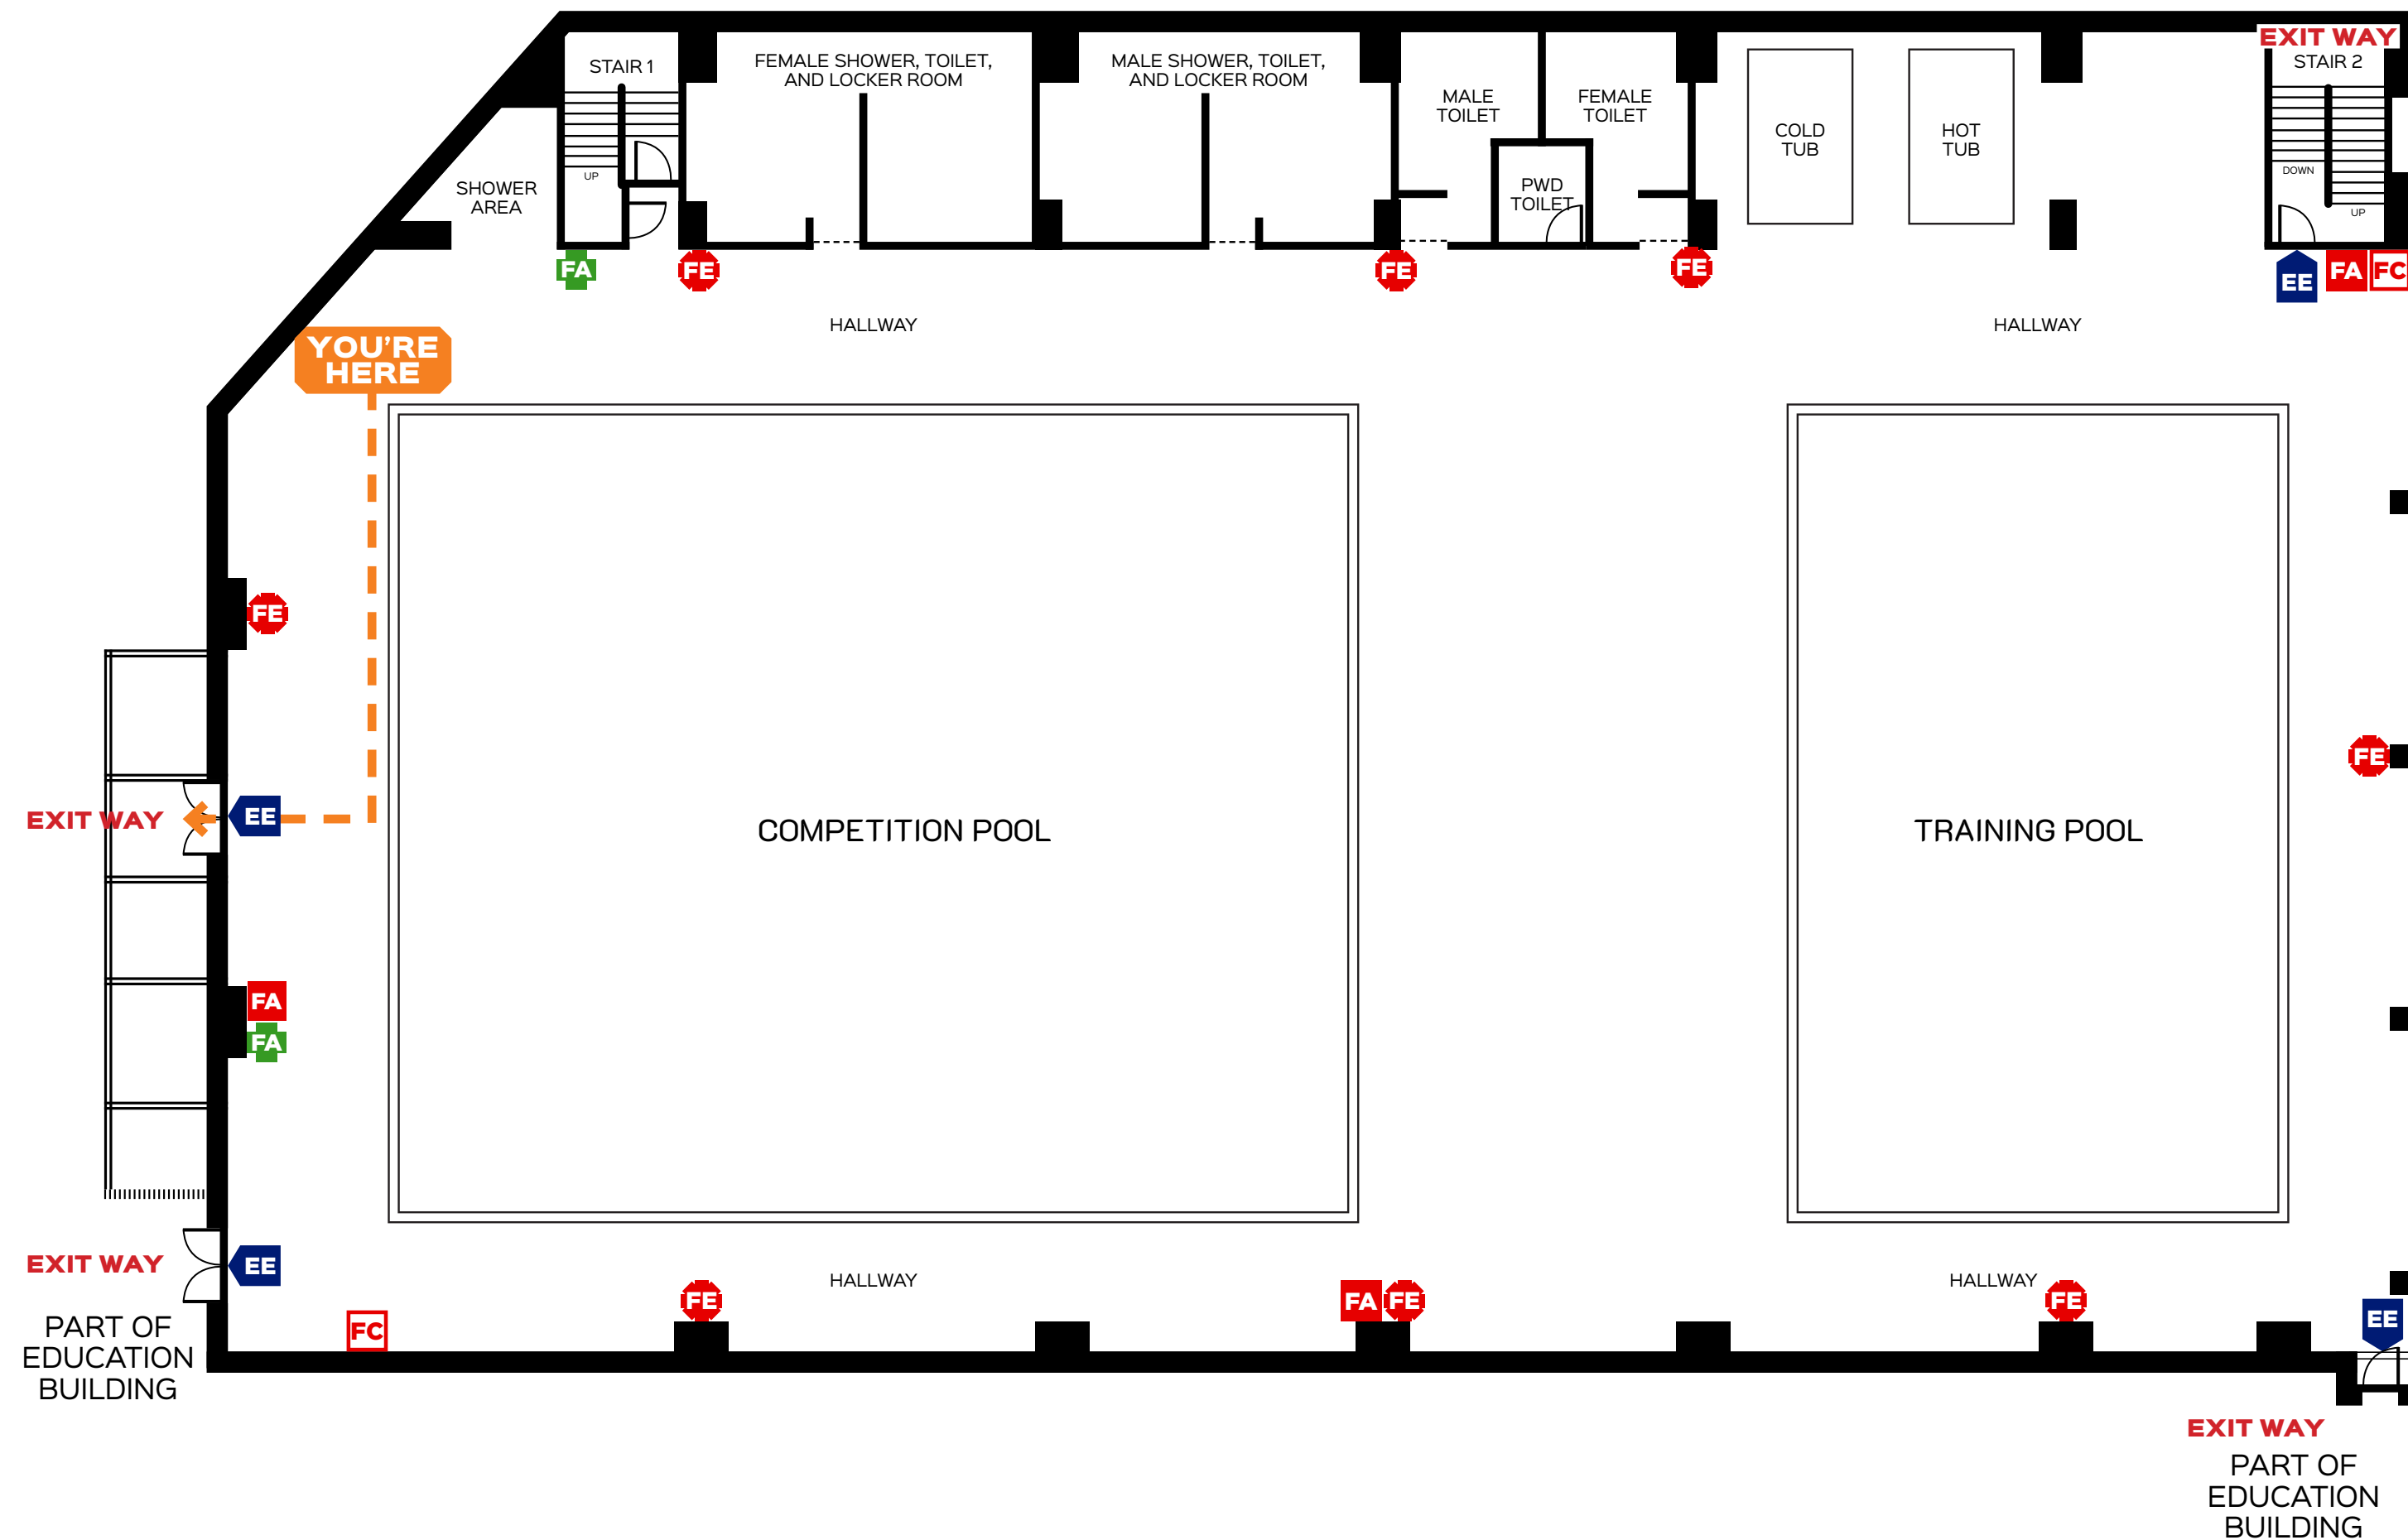 EXIT WAY
STAIR 1
FEMALE SHOWER, TOILET,
AND LOCKER ROOM
MALE SHOWER, TOILET,
AND LOCKER ROOM
STAIR 2
MALE
TOILET
FEMALE
TOILET
COLD
TUB
HOT
TUB
UP
DOWN
SHOWER
AREA
PWD
TOILET
UP
FA
FE
FE
FE
EE
FA
FC
HALLWAY
HALLWAY
YOU'RE
HERE
FE
FE
EXIT WAY
EE
COMPETITION POOL
TRAINING POOL
FA
FA
EXIT WAY
EE
HALLWAY
HALLWAY
FE
FA
FE
FE
EE
FC
PART OF
EDUCATION
BUILDING
EXIT WAY
PART OF
EDUCATION
BUILDING